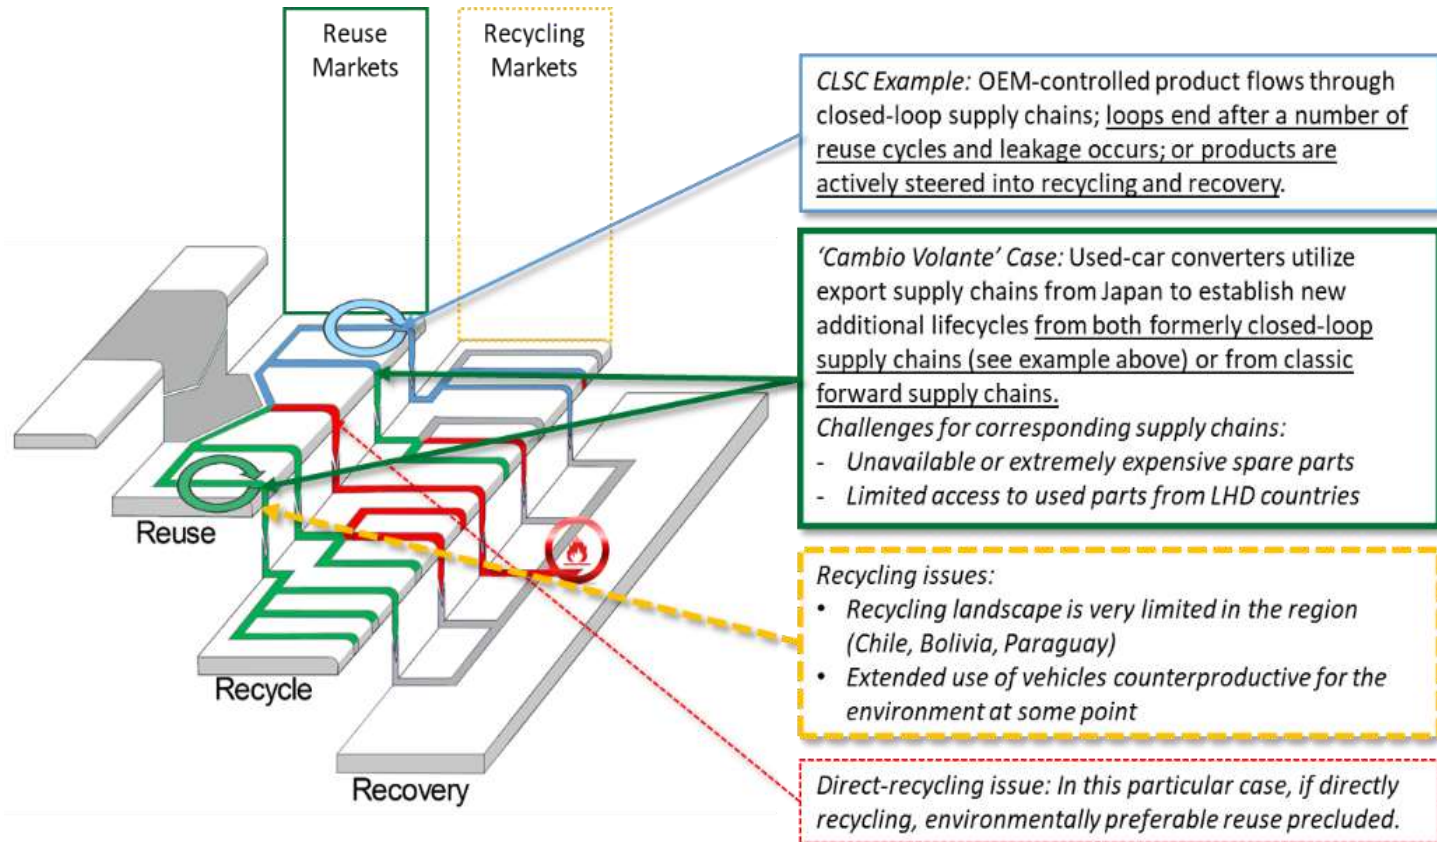 Reuse
Markets
Recycling
Markets
CLSC Example: OEM-controlled product flows through
closed-loop supply chains; loops end after a number of
reuse cycles and leakage occurs; or products are
actively steered into recycling and recovery.
‘Cambio Volante’ Case: Used-car converters utilize
export supply chains from Japan to establish new
additional lifecycles from both formerly closed-loop
supply chains (see example above) or from classic
forward supply chains.
Challenges for corresponding supply chains:
- Unavailable or extremely expensive spare parts
- Limited access to used parts from LHD countries
Recycling issues:
• Recycling landscape is very limited in the region
(Chile, Bolivia, Paraguay)
• Extended use of vehicles counterproductive for the
environment at some point
Direct-recycling issue: In this particular case, if directly
recycling, environmentally preferable reuse precluded.
Reuse
Recycle
Recovery